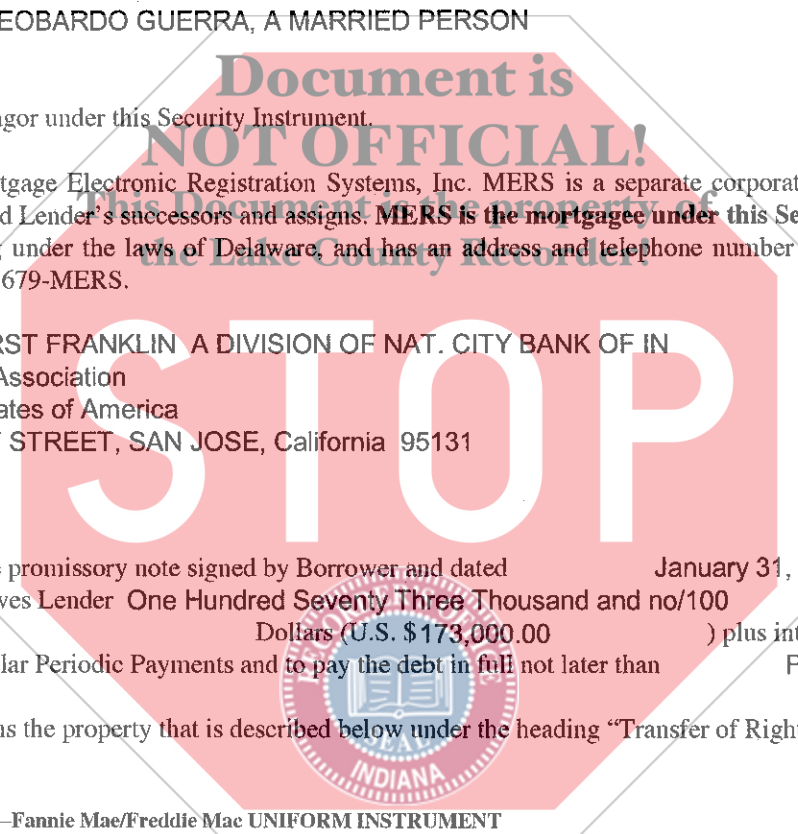 EOBARDO GUERRA, A MARRIED PERSON
Document is
gor under this Security Instrument.
NOT OFFICIAL!
tgage Electronic Registration Systems, Inc. MERS is a separate corporat
This Document is the property of
d Lender's successors and assigns. MERS is the mortgagee under this Se
under the laws of Delaware, and has an address and telephone number
the Lake County Recorder!
679-MERS.
RST FRANKLIN A DIVISION OF NAT. CITY BANK OF IN
Association
ates of America
STREET, SAN JOSE, California 95131
STOP
promissory note signed by Borrower and dated January 31,
ves Lender One Hundred Seventy Three Thousand and no/100
Dollars (U.S. $173,000.00 ) plus int
lar Periodic Payments and to pay the debt in full not later than F
ns the property that is described below under the heading “Transfer of Right
SEAL
INDIANA
–Fannie Mae/Freddie Mac UNIFORM INSTRUMENT